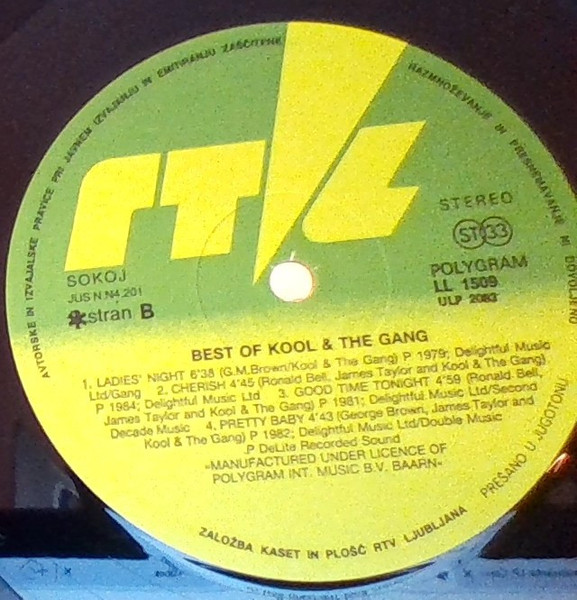 AVTORSKE IN IZVAJALSKE PRAVICE PRI JAVNEM IZVAJANJU IN EMITIRANJU ZAŠČITENE
RAZMNOŽEVANJE IN PRESNEMAVANJE NI DOVOLJENO
RTL
STEREO
ST 33
SOKOJ
JUS N.N4.201
stran B
POLYGRAM
LL 1509
ULP 2083
BEST OF KOOL & THE GANG
1. LADIES' NIGHT 6'38 (G.M.Brown/Kool & The Gang) P 1979; Delightful Music
Ltd/Gang 2. CHERISH 4'45 (Ronald Bell, James Taylor and Kool & The Gang)
P 1984; Delightful Music Ltd 3. GOOD TIME TONIGHT 4'59 (Ronald. Bell,
James Taylor and Kool & The Gang) P 1981; Delightful Music Ltd/Second
Decade Music 4. PRETTY BABY 4'43 (George Brown, James Taylor and
Kool & The Gang) P 1982; Delightful Music Ltd/Double Music
.P DeLite Recorded Sound
»MANUFACTURED UNDER LICENCE OF
POLYGRAM INT. MUSIC B.V. BAARN«
ZALOŽBA KASET IN PLOŠČ RTV LJUBLJANA
PREŠANO U JUGOTONU